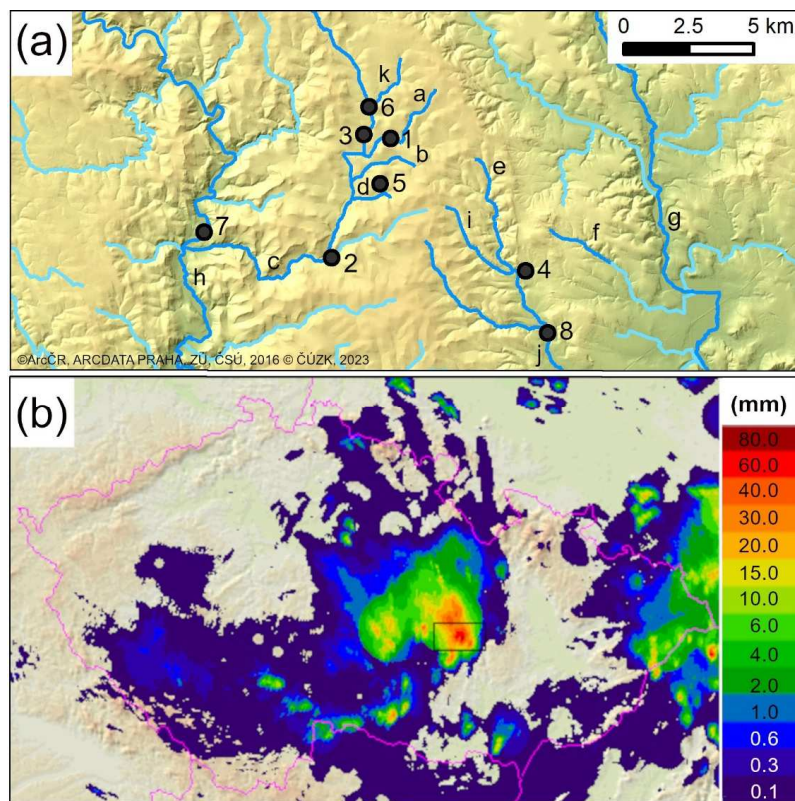 (a)
0 2.5 5 km
k
a
6
3
1
b
e
d
5
i
7
f
g
c
2
h
4
8
j
©ArcČR, ARCDATA PRAHA, ZÚ, ČSÚ, 2016 © ČÚZK, 2023
(b)
(mm)
80.0
60.0
40.0
30.0
20.0
15.0
10.0
6.0
4.0
2.0
1.0
0.6
0.3
0.1